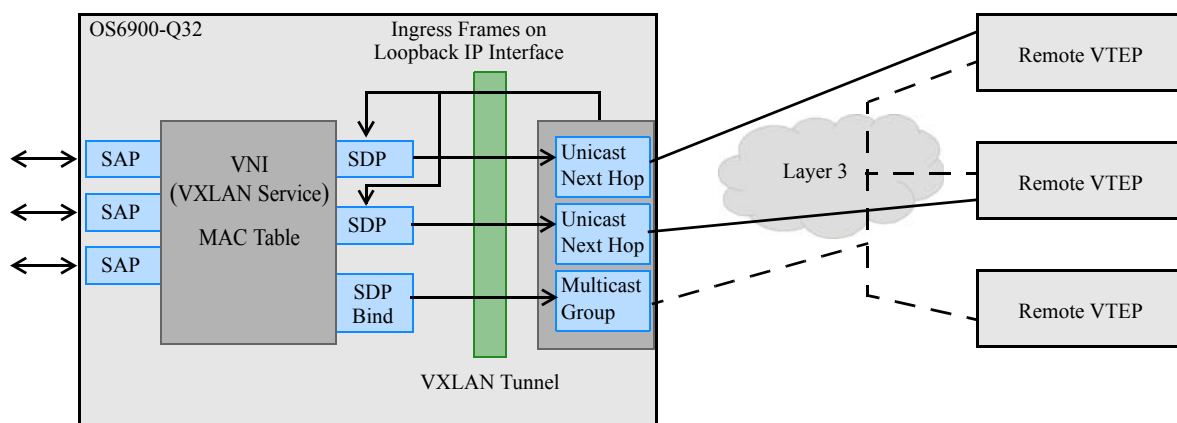 OS6900-Q32
Ingress Frames on
Loopback IP Interface
SAP
SAP
SAP
VNI
(VXLAN Service)
MAC Table
SDP
SDP
SDP
Bind
Unicast
Next Hop
Unicast
Next Hop
Multicast
Group
VXLAN Tunnel
Layer 3
Remote VTEP
Remote VTEP
Remote VTEP